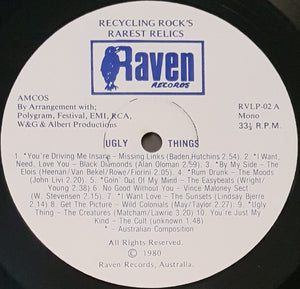 RECYCLING ROCK'S
RAREST RELICS
Raven
RECORDS
AMCOS
By Arrangement with;
Polygram, Festival, EMI, RCA,
W&G & Albert Productions
RVLP-02 A
Mono
33⅓ R.P.M.
UGLY THINGS
1. *You're Driving Me Insane - Missing Links (Baden Hutchins 2.54). 2. *I Want,
Need, Love You - Black Diamonds (Alan Oloman 2.59). 3. *By My Side - The
Elois (Heenan/Van Bekel/Rowe/Fiorini 2.05) 4. *Rum Drunk - The Moods
(John Livi 2.20) 5. *Goin' Out Of My Mind - The Easybeats (Wright/
Young 2.38) 6. No Good Without You - Vince Maloney Sect
(W. Stevenson 2.15). 7. *I Want Love - The Sunsets (Lindsay Bjerre
2.14) 8. Get The Picture - Wild Colonials (May/Taylor 2.27) 9. *Ugly
Thing - The Creatures (Matcham/Lawrie 3.20) 10. You're Just My
Kind - The Cult (unknown 1.48)
* - Australian Composition
All Rights Reserved.
© 1980
Raven Records, Australia.